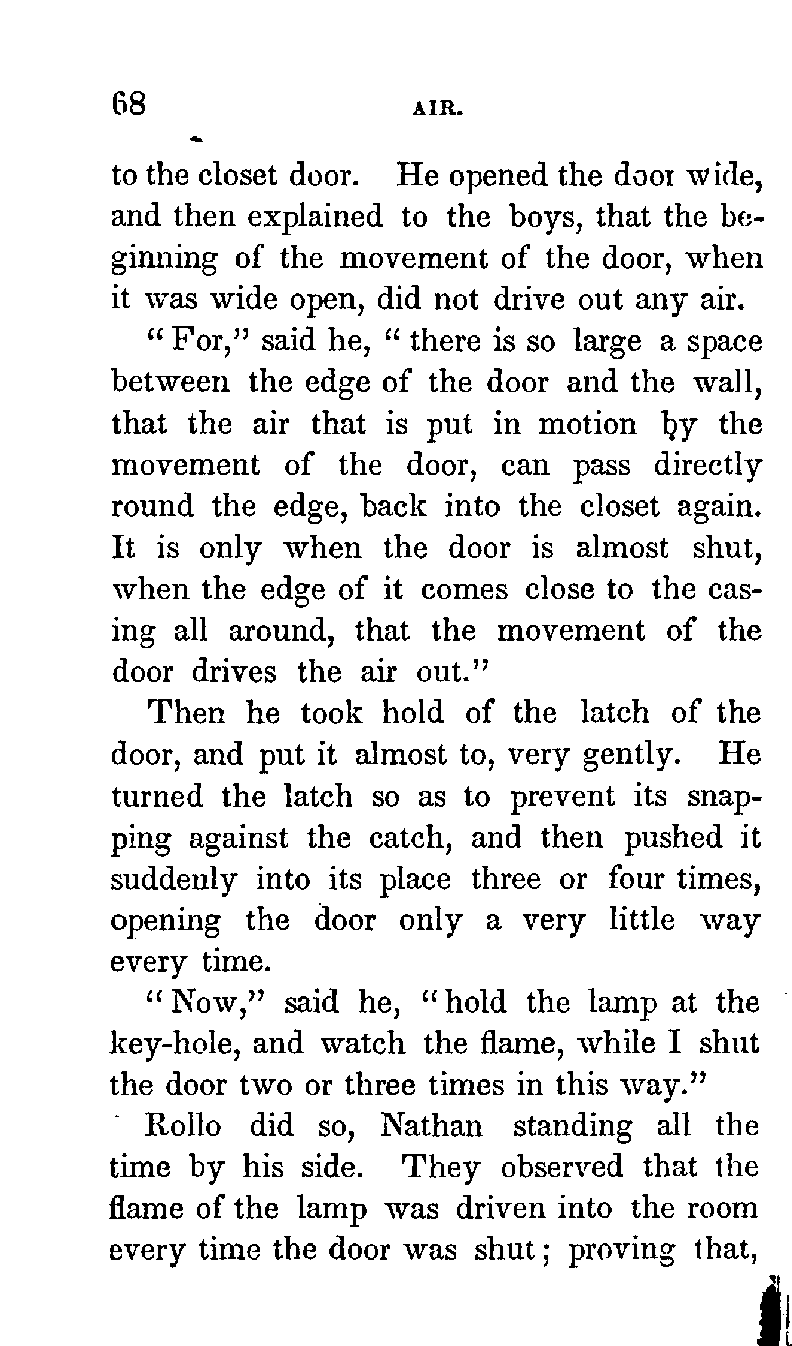 68 AIR.
to the closet door. He opened the door wide,
and then explained to the boys, that the be-
ginning of the movement of the door, when
it was wide open, did not drive out any air.
“For,” said he, “there is so large a space
between the edge of the door and the wall,
that the air that is put in motion by the
movement of the door, can pass directly
round the edge, back into the closet again.
It is only when the door is almost shut,
when the edge of it comes close to the cas-
ing all around, that the movement of the
door drives the air out.”
Then he took hold of the latch of the
door, and put it almost to, very gently. He
turned the latch so as to prevent its snap-
ping against the catch, and then pushed it
suddenly into its place three or four times,
opening the door only a very little way
every time.
“Now,” said he, “hold the lamp at the
key-hole, and watch the flame, while I shut
the door two or three times in this way.”
Rollo did so, Nathan standing all the
time by his side. They observed that the
flame of the lamp was driven into the room
every time the door was shut; proving that,